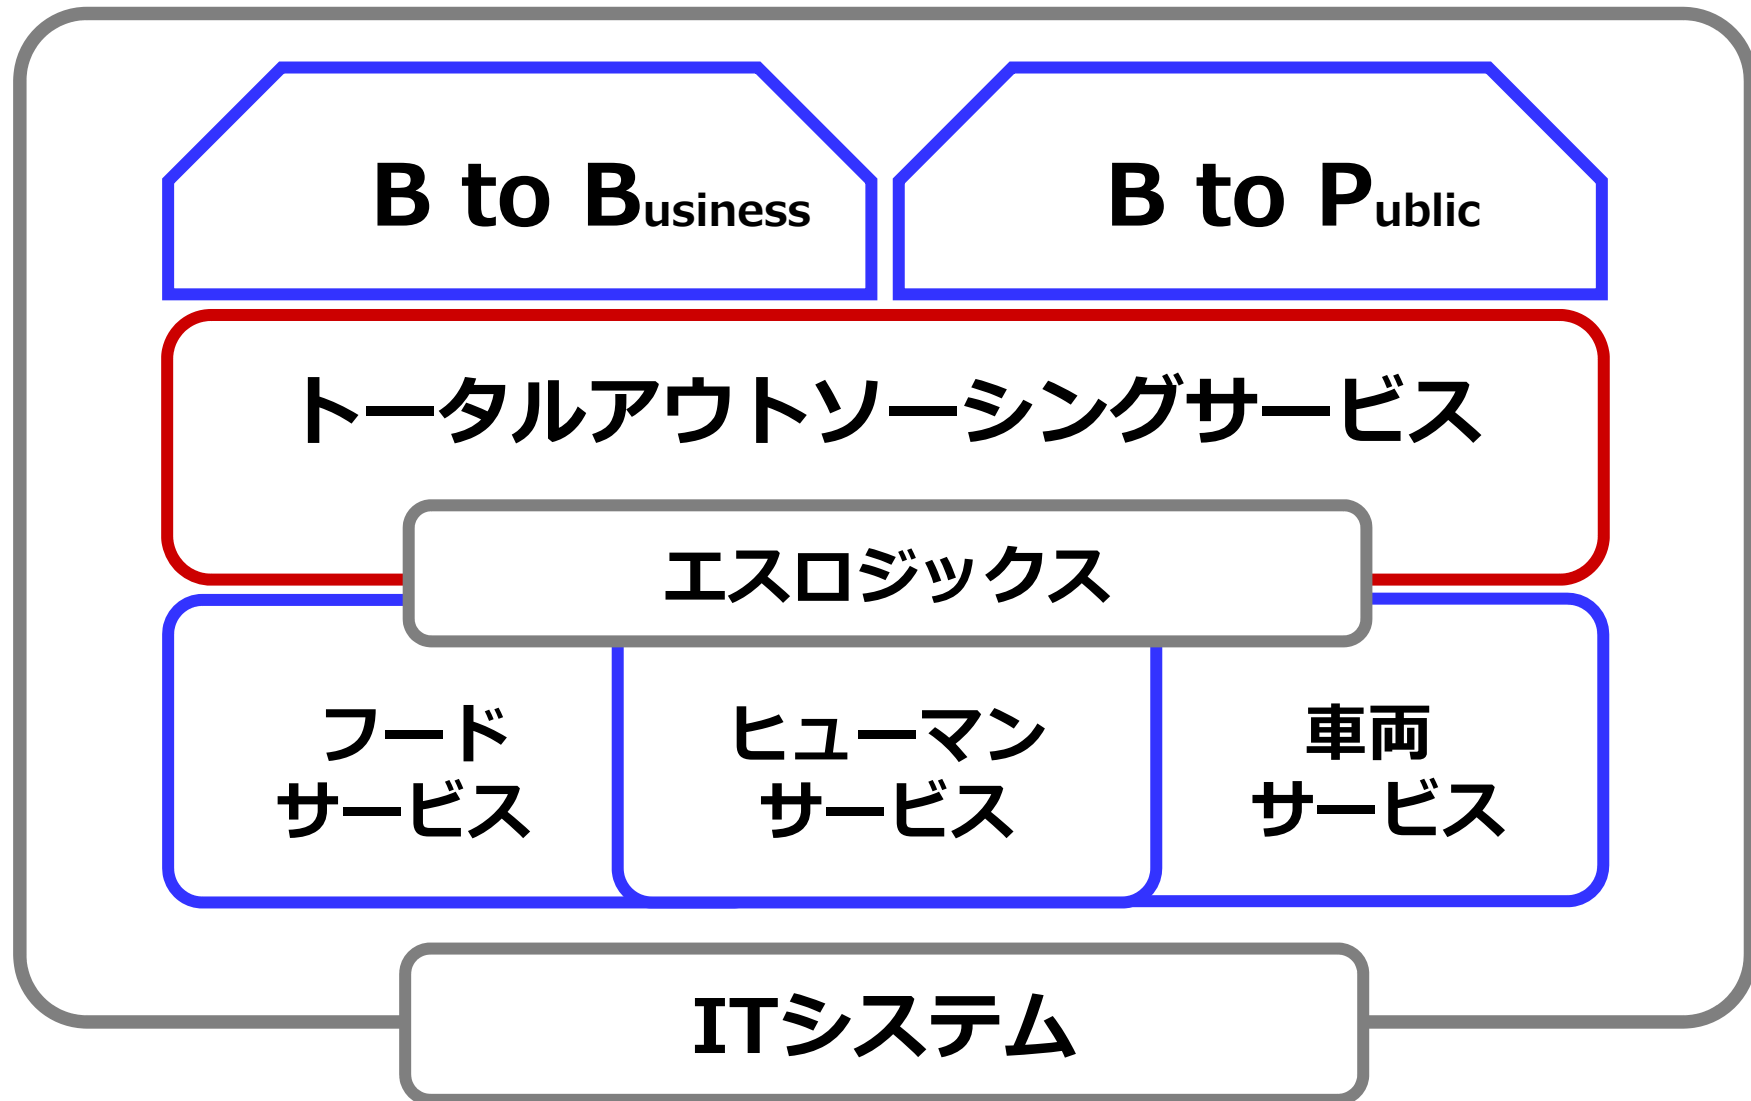 B to Business
B to Public
トータルアウトソーシングサービス
エスロジックス
フード
サービス
ヒューマン
サービス
車両
サービス
ITシステム